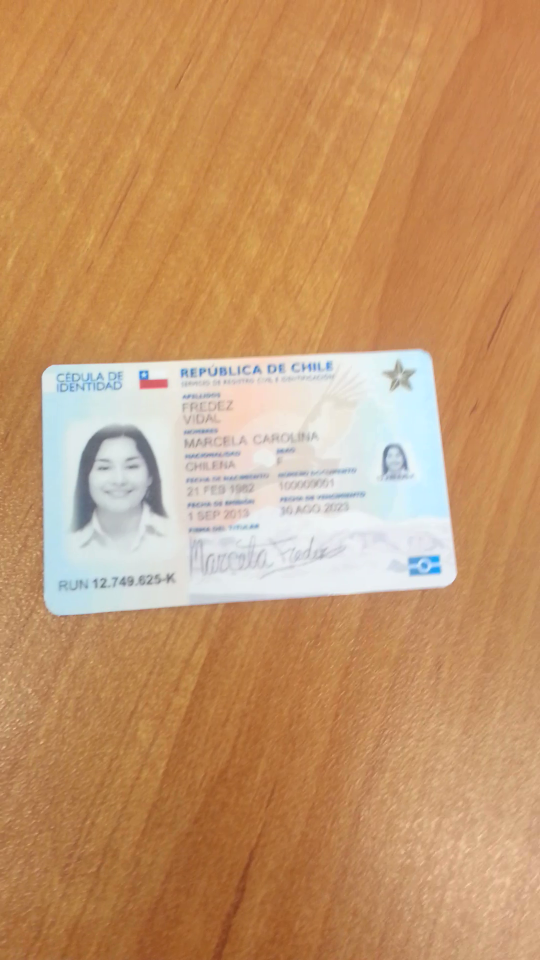 CÉDULA DE
IDENTIDAD
REPÚBLICA DE CHILE
SERVICIO DE REGISTRO CIVIL E IDENTIFICACIÓN
APELLIDOS
FREDEZ
VIDAL
NOMBRES
MARCELA CAROLINA
NACIONALIDAD SEXO
CHILENA F
FECHA DE NACIMIENTO NÚMERO DOCUMENTO
21 FEB 1982 100009001
FECHA DE EMISIÓN FECHA DE VENCIMIENTO
1 SEP 2013 30 AGO 2023
FIRMA DEL TITULAR
Marcela Fredez
RUN 12.749.625-K